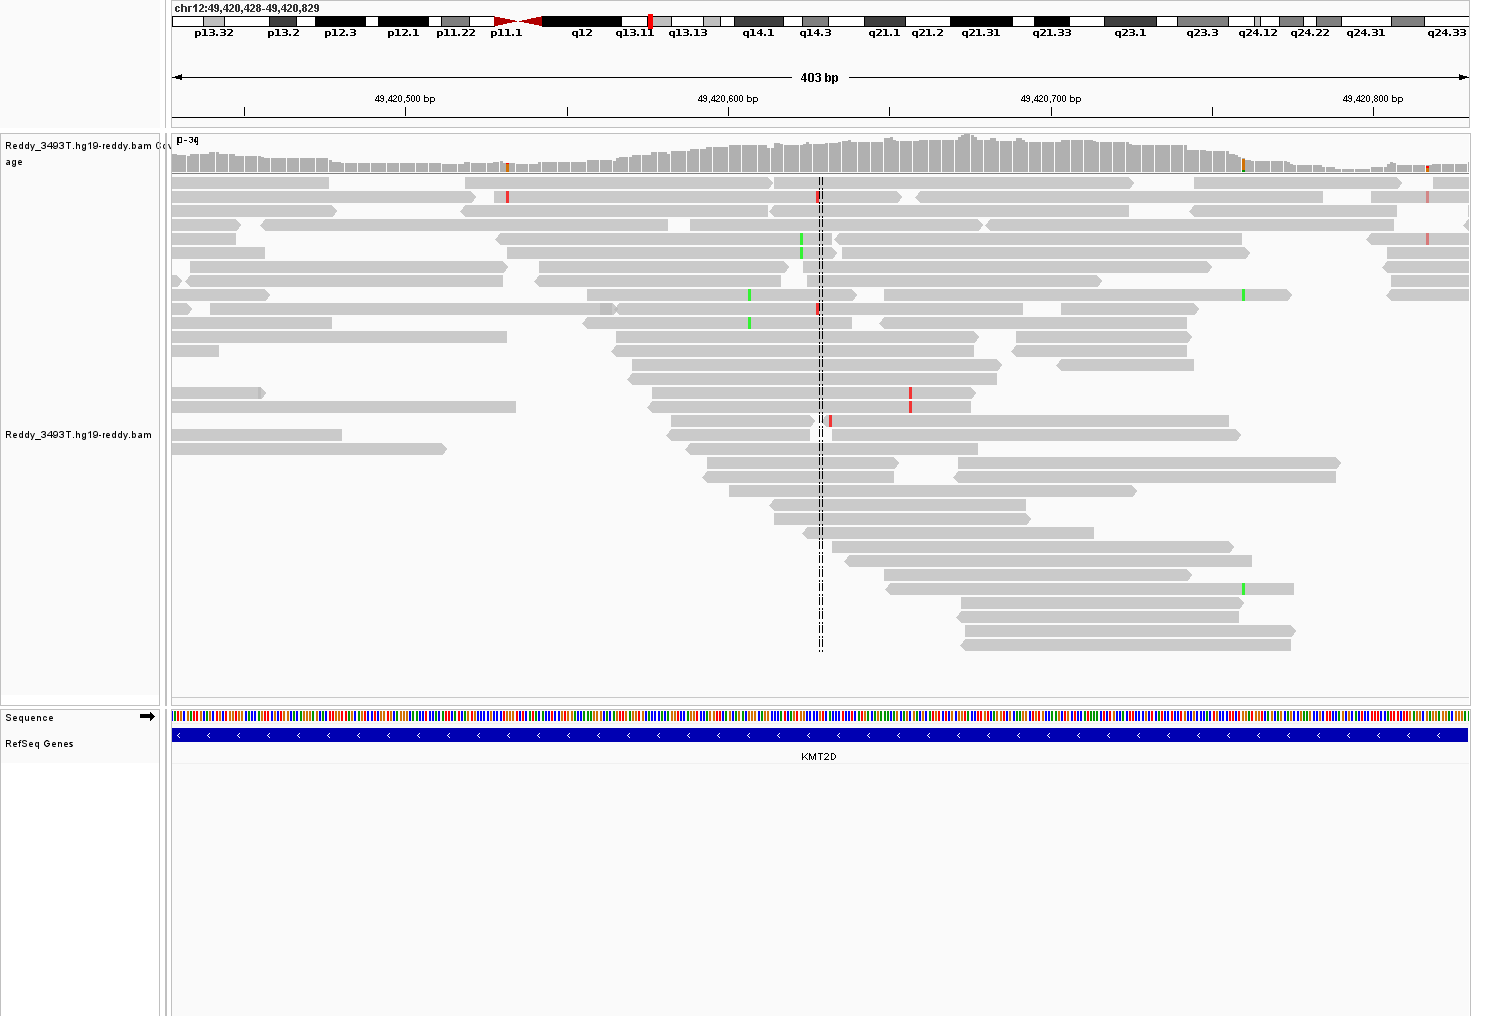 chr12:49,420,428-49,420,829
p13.32 p13.2 p12.3 p12.1 p11.22 p11.1 q12 q13.11 q13.13 q14.1 q14.3 q21.1 q21.2 q21.31 q21.33 q23.1 q23.3 q24.12 q24.22 q24.31 q24.33
403 bp
49,420,500 bp 49,420,600 bp 49,420,700 bp 49,420,800 bp
Reddy_3493T.hg19-reddy.bam Cov
age
Reddy_3493T.hg19-reddy.bam
Sequence
RefSeq Genes
KMT2D